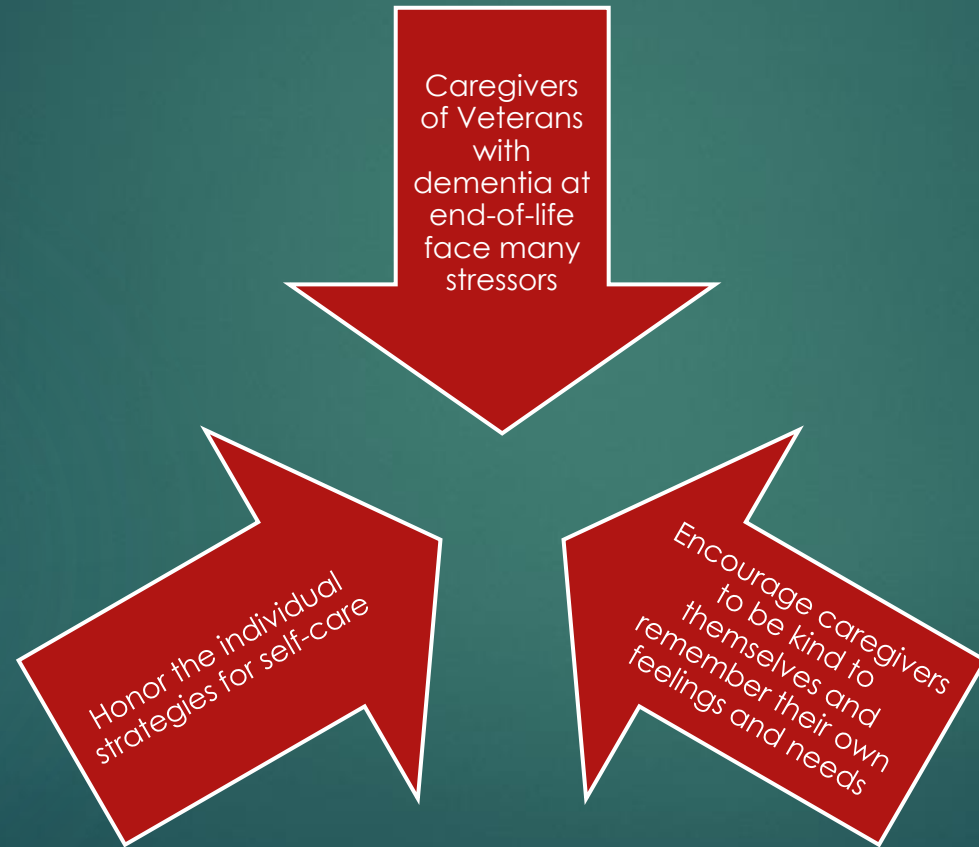 Caregivers
of Veterans
with
dementia at
end-of-life
face many
stressors
Honor the individual
strategies for self-care
Encourage caregivers
to be kind to
themselves and
remember their own
feelings and needs